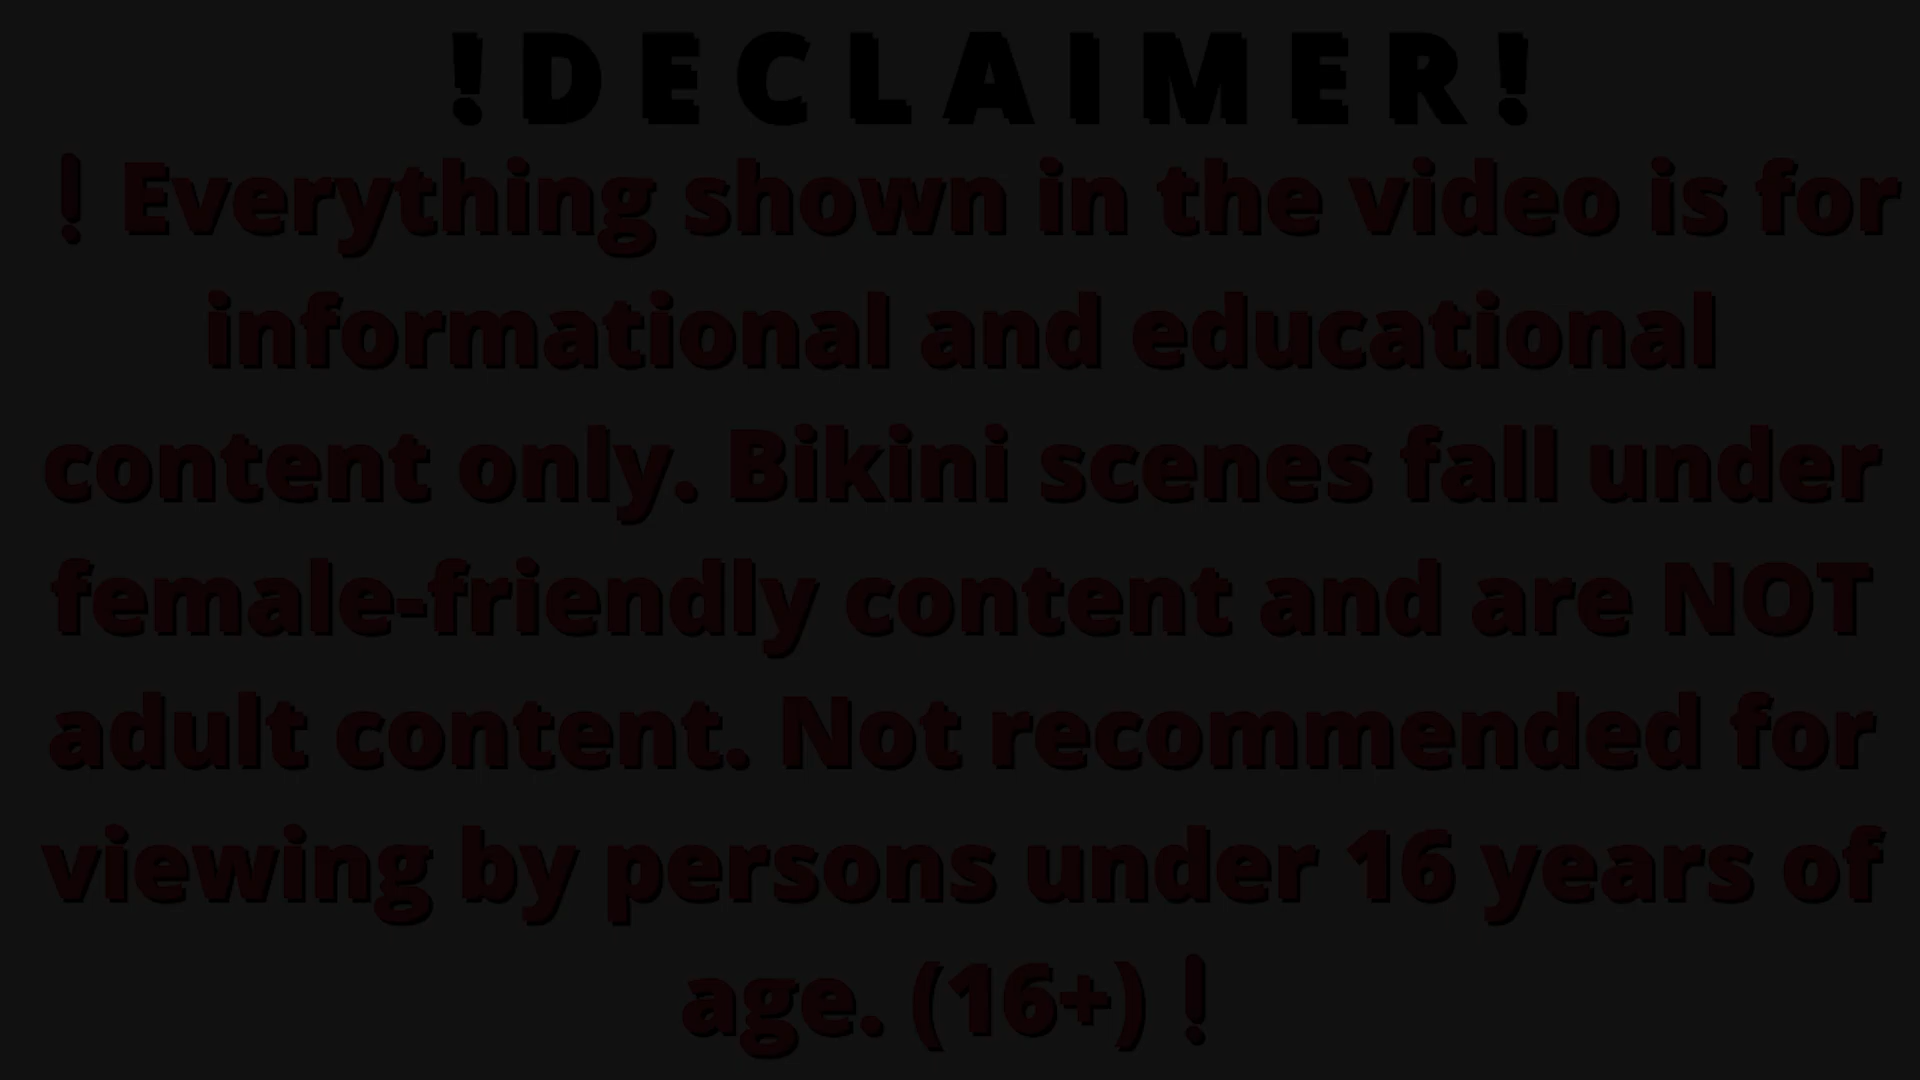 !DECLAIMER!
! Everything shown in the video is for
informational and educational
content only. Bikini scenes fall under
female-friendly content and are NOT
adult content. Not recommended for
viewing by persons under 16 years of
age. (16+) !